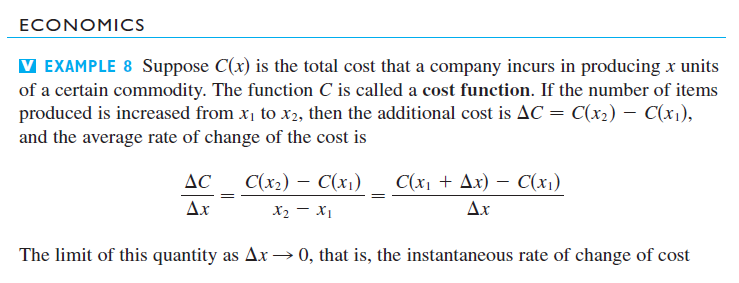 ECONOMICS
V EXAMPLE 8 Suppose C(x) is the total cost that a company incurs in producing x units
of a certain commodity. The function C is called a cost function. If the number of items
produced is increased from x₁ to x₂, then the additional cost is ΔC = C(x₂) − C(x₁),
and the average rate of change of the cost is
ΔC/Δx = (C(x₂) − C(x₁))/(x₂ − x₁) = (C(x₁ + Δx) − C(x₁))/Δx
The limit of this quantity as Δx → 0, that is, the instantaneous rate of change of cost